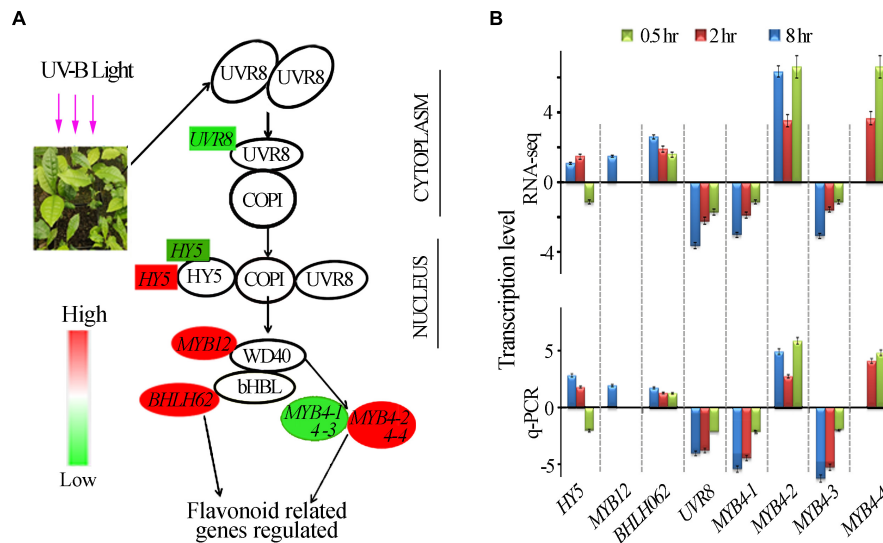 A
UV-B Light
UVR8 UVR8
UVR8
UVR8
COPI
CYTOPLASM
HY5
HY5 HY5 COPI UVR8
NUCLEUS
High
Low
MYB12 WD40
BHLH62 bHBL
MYB4-1
4-3
MYB4-2
4-4
Flavonoid related
genes regulated
B
0.5 hr 2 hr 8 hr
Transcription level
RNA-seq
4
0
-4
q-PCR
5
0
-5
HY5 MYB12 BHLH062 UVR8 MYB4-1 MYB4-2 MYB4-3 MYB4-4